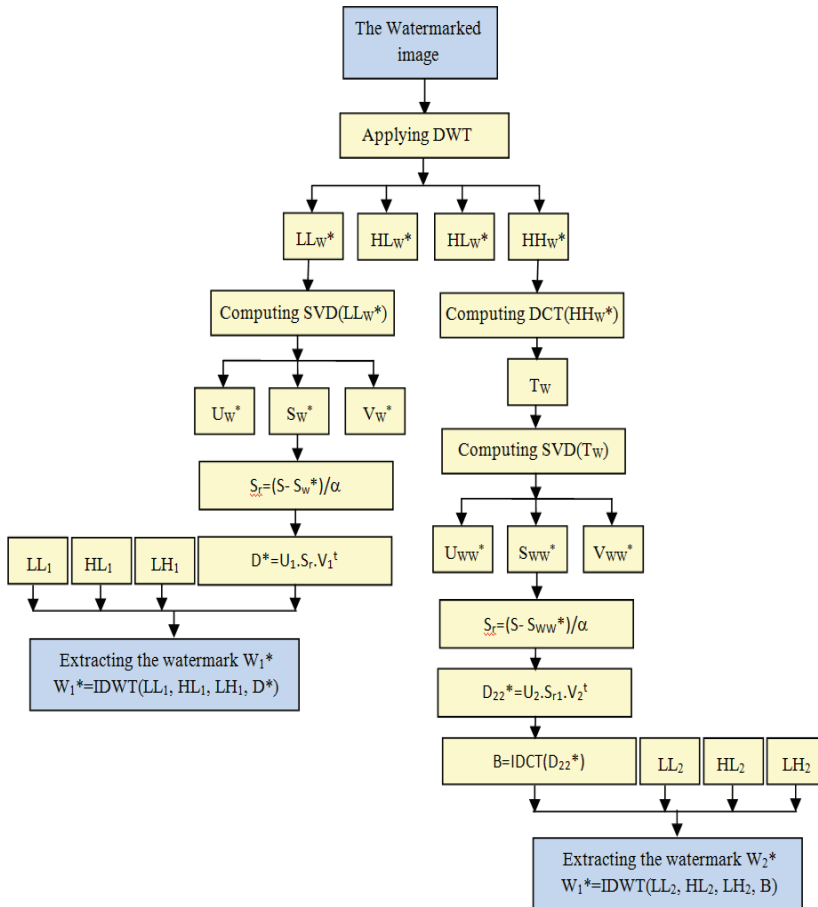 The Watermarked
image
Applying DWT
LLw*
HLw*
HLw*
HHw*
Computing SVD(LLw*)
Computing DCT(HHw*)
Uw*
Sw*
Vw*
Tw
Computing SVD(Tw)
Sr=(S- Sw*)/α
Uww*
Sww*
Vww*
LL1
HL1
LH1
D*=U1.Sr.V1t
Sr=(S- Sww*)/α
Extracting the watermark W1*
W1*=IDWT(LL1, HL1, LH1, D*)
D22*=U2.Sr1.V2t
B=IDCT(D22*)
LL2
HL2
LH2
Extracting the watermark W2*
W1*=IDWT(LL2, HL2, LH2, B)